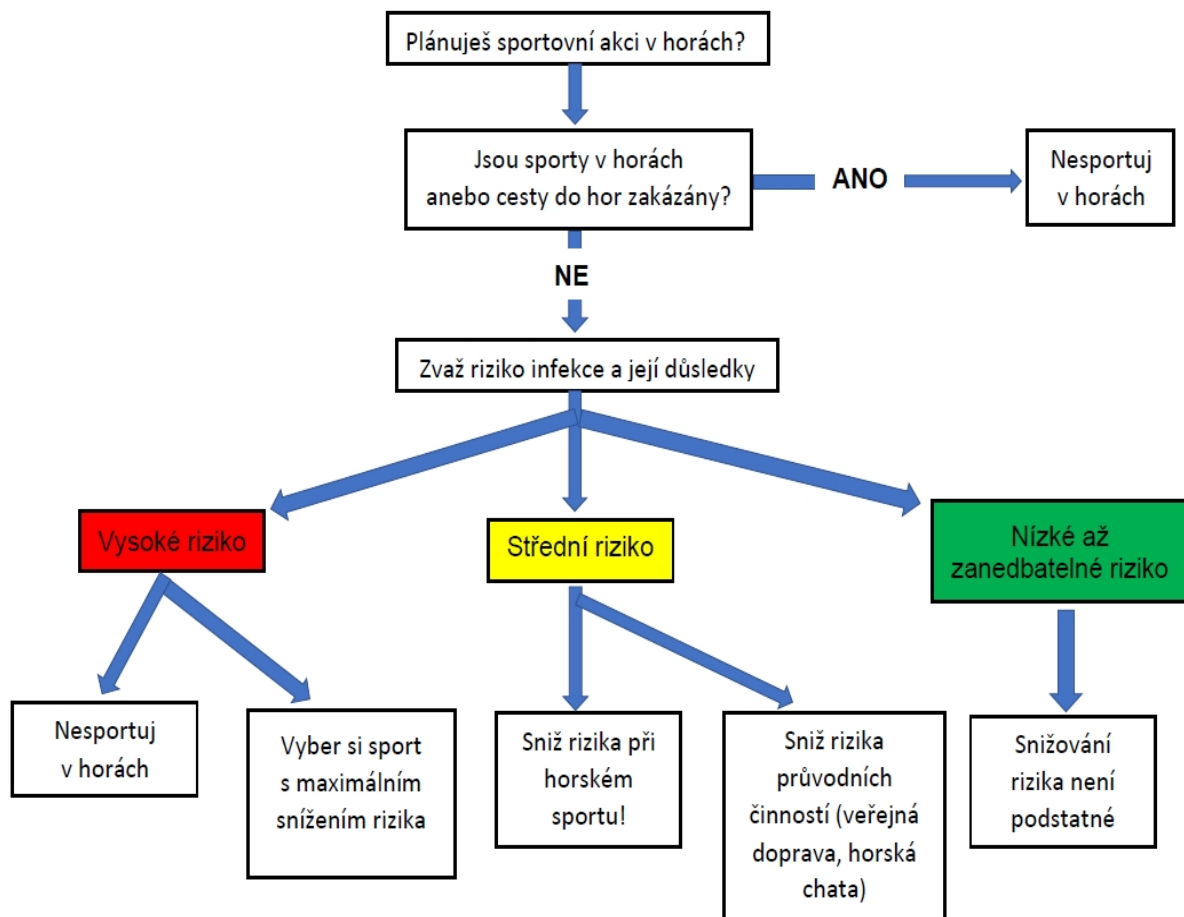 Plánuješ sportovní akci v horách?
Jsou sporty v horách
anebo cesty do hor zakázány?
ANO
Nesportuj
v horách
NE
Zvaž riziko infekce a její důsledky
Vysoké riziko
Střední riziko
Nízké až
zanedbatelné riziko
Nesportuj
v horách
Vyber si sport
s maximálním
snížením rizika
Sniž rizika při
horském
sportu!
Sniž rizika
průvodních
činností (veřejná
doprava, horská
chata)
Snižování
rizika není
podstatné